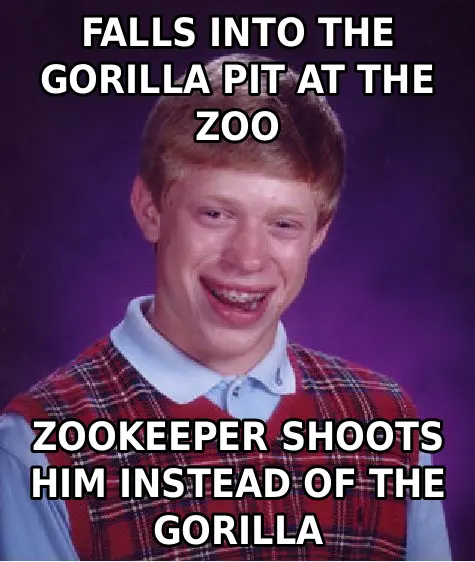 FALLS INTO THE
GORILLA PIT AT THE
ZOO
ZOOKEEPER SHOOTS
HIM INSTEAD OF THE
GORILLA